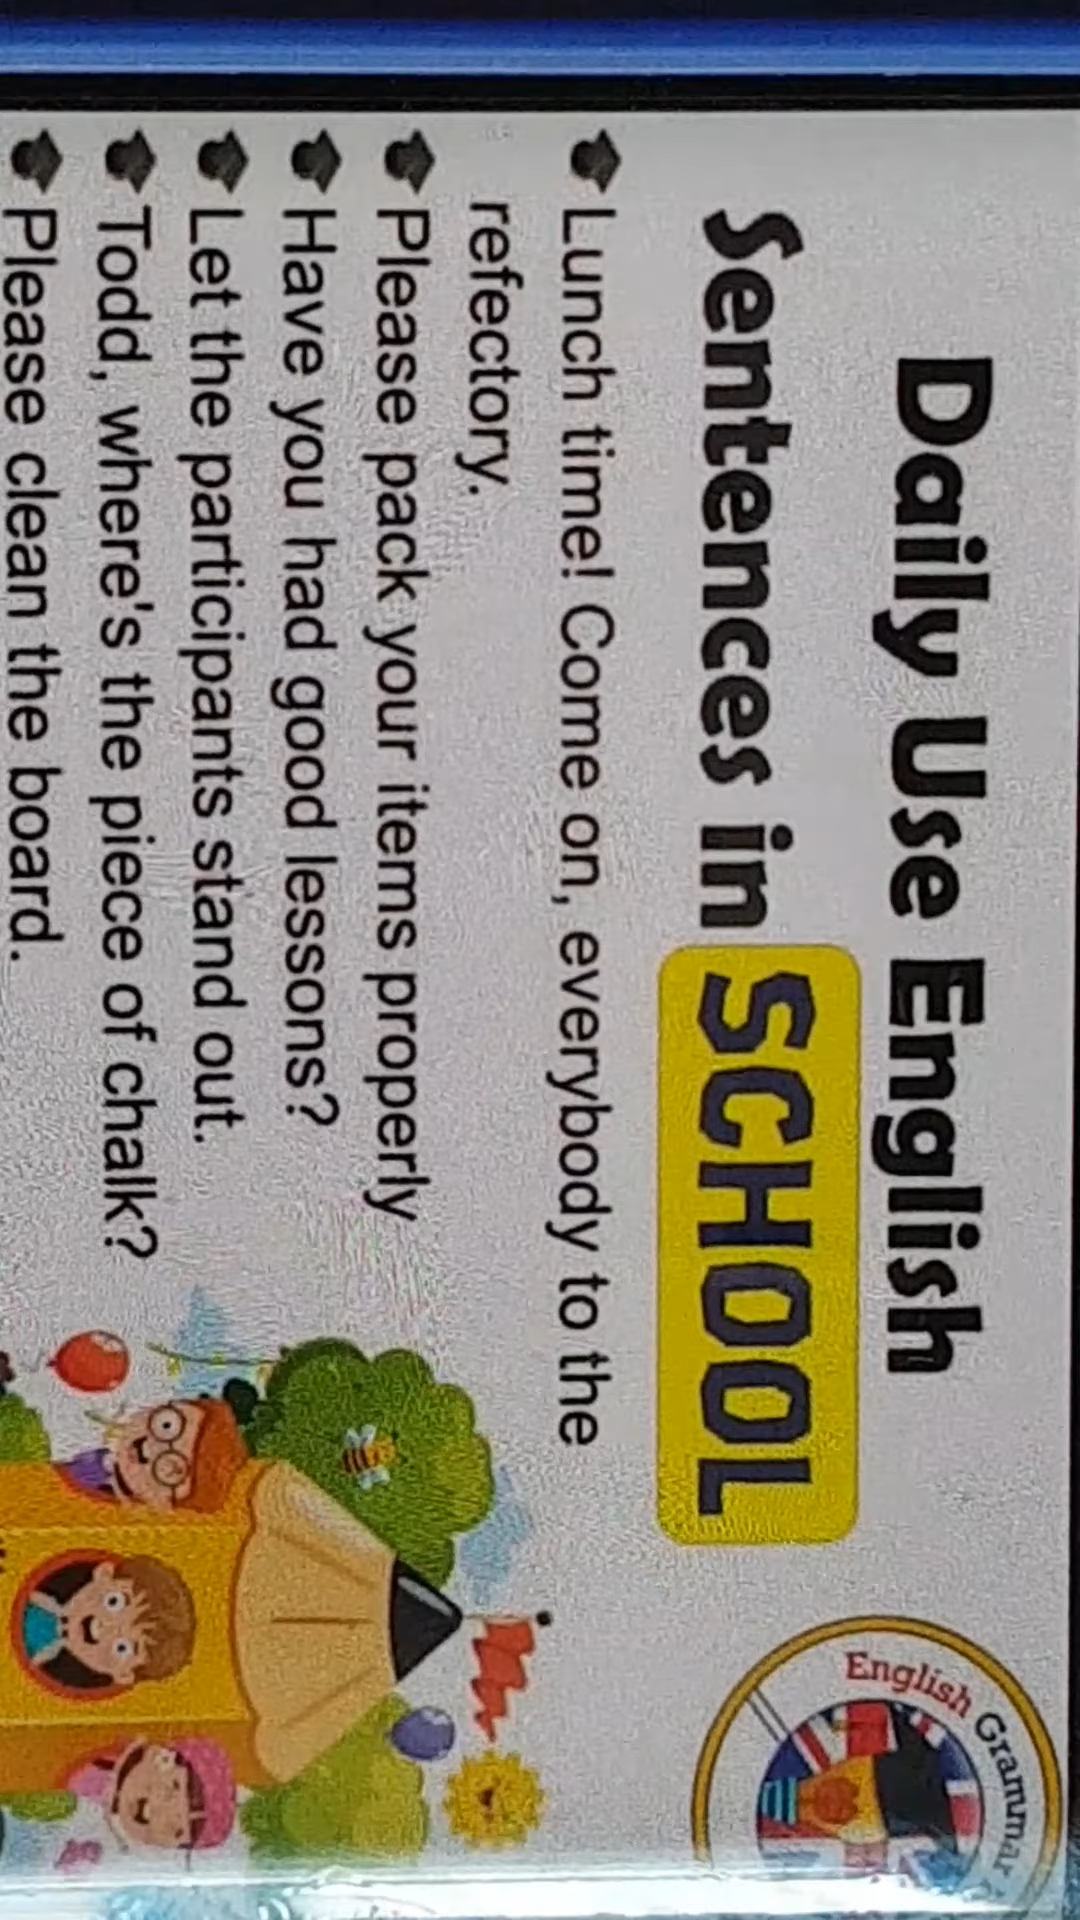 Daily Use English
Sentences in SCHOOL
Lunch time! Come on, everybody to the
refectory.
Please pack your items properly
Have you had good lessons?
Let the participants stand out.
Todd, where's the piece of chalk?
Please clean the board.
English Grammar